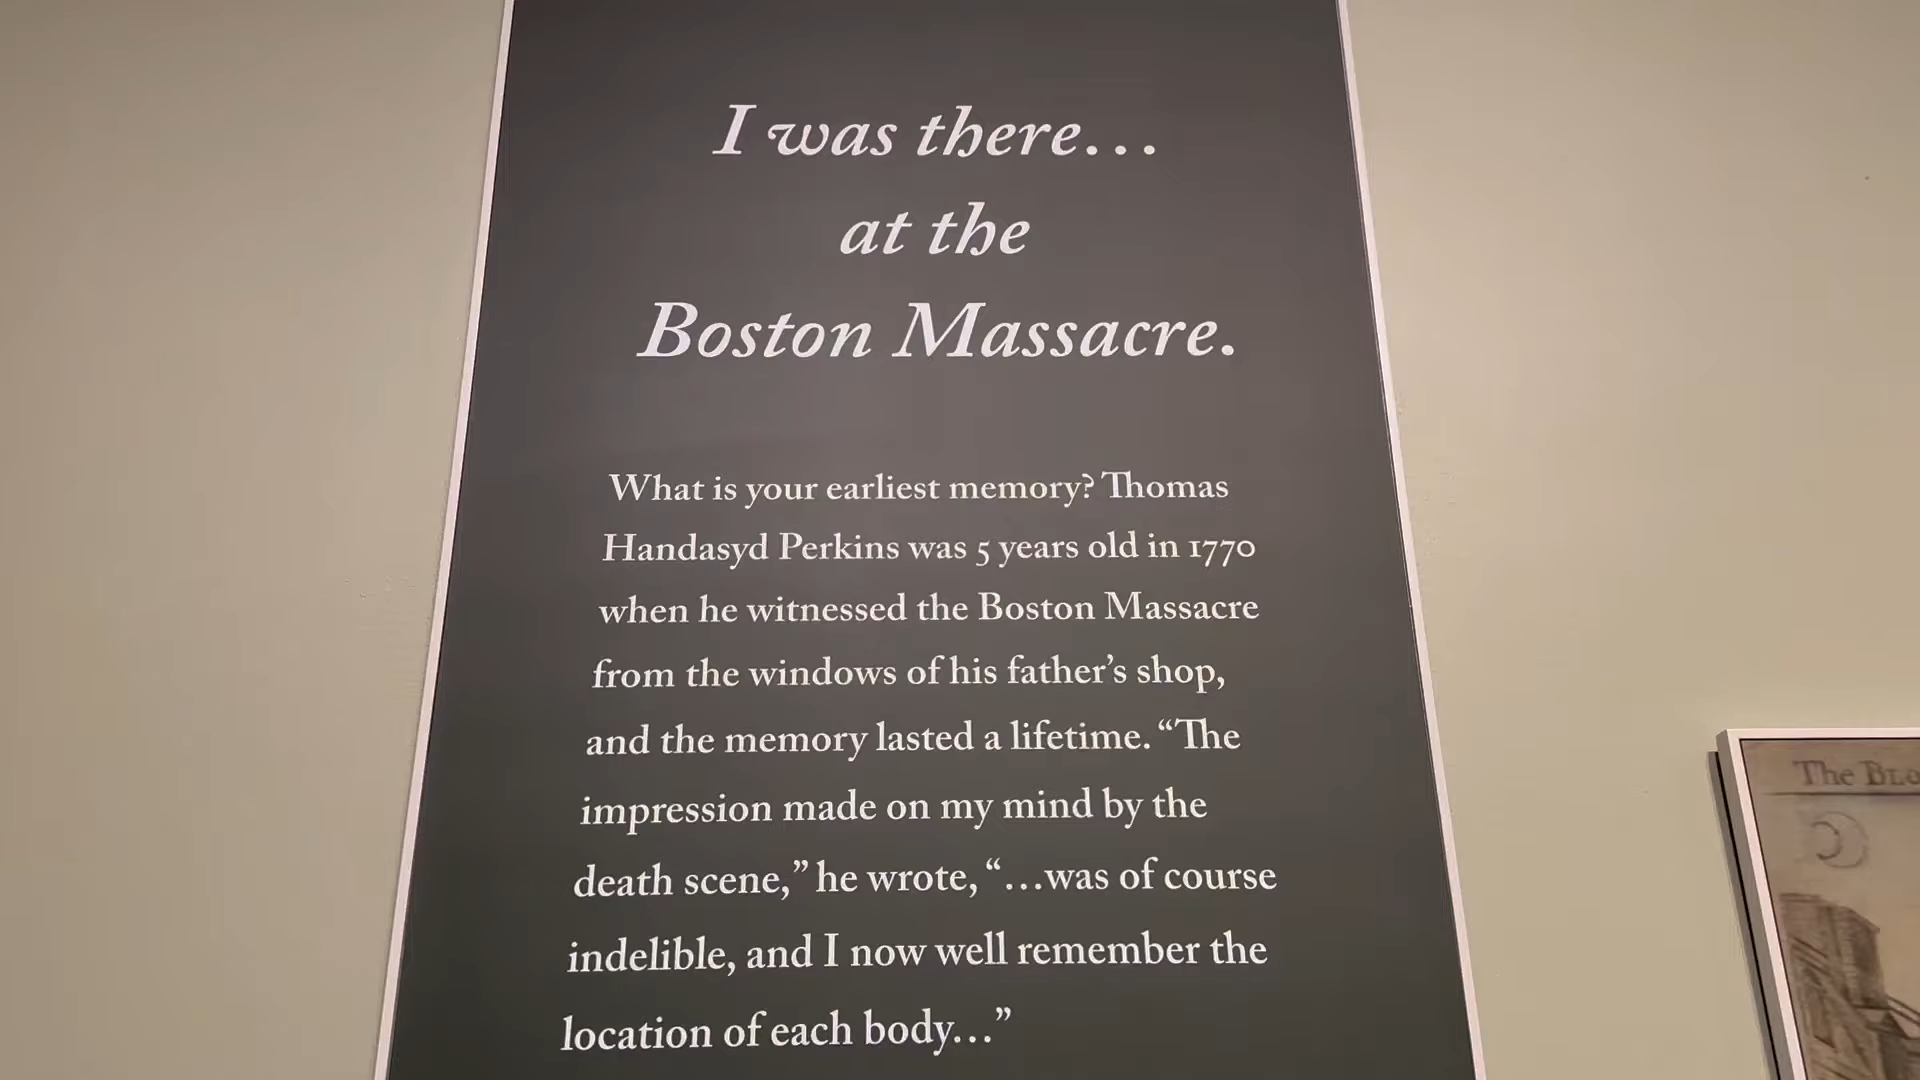 I was there…
at the
Boston Massacre.
What is your earliest memory? Thomas
Handasyd Perkins was 5 years old in 1770
when he witnessed the Boston Massacre
from the windows of his father’s shop,
and the memory lasted a lifetime. “The
impression made on my mind by the
death scene,” he wrote, “…was of course
indelible, and I now well remember the
location of each body…”
The